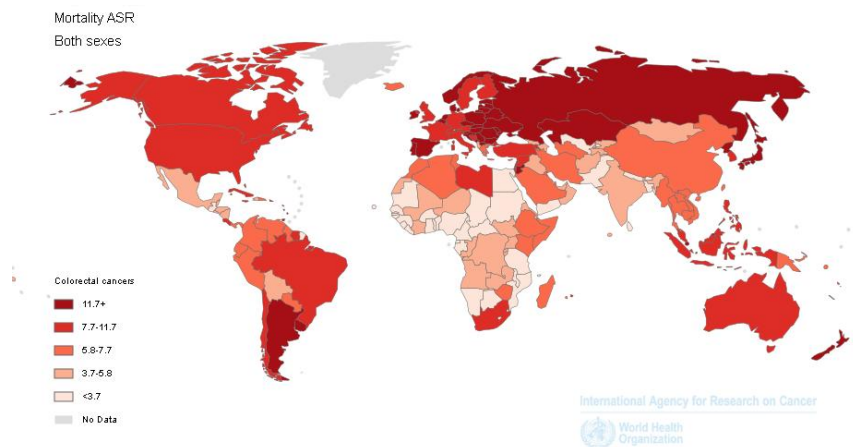 Mortality ASR
Both sexes
Colorectal cancers
11.7+
7.7-11.7
5.8-7.7
3.7-5.8
<3.7
No Data
International Agency for Research on Cancer
World Health
Organization